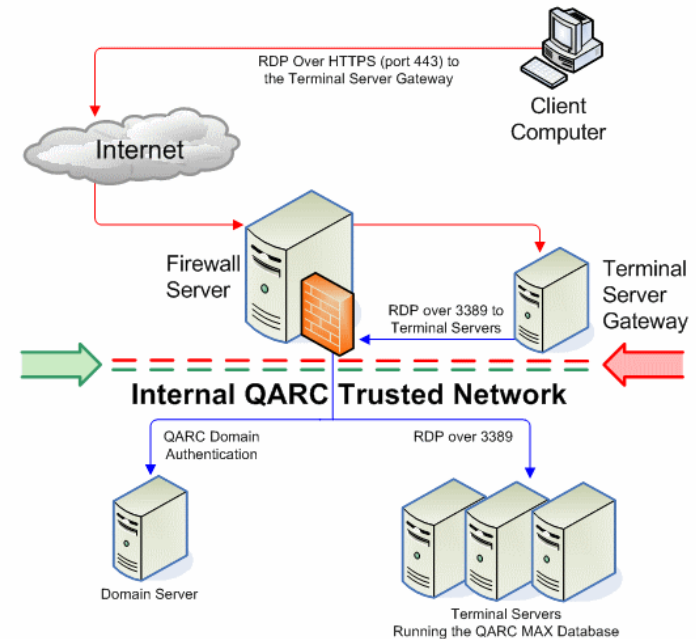 RDP Over HTTPS (port 443) to
the Terminal Server Gateway
Client
Computer
Internet
Firewall
Server
Terminal
Server
Gateway
RDP over 3389 to
Terminal Servers
Internal QARC Trusted Network
QARC Domain
Authentication
RDP over 3389
Domain Server
Terminal Servers
Running the QARC MAX Database